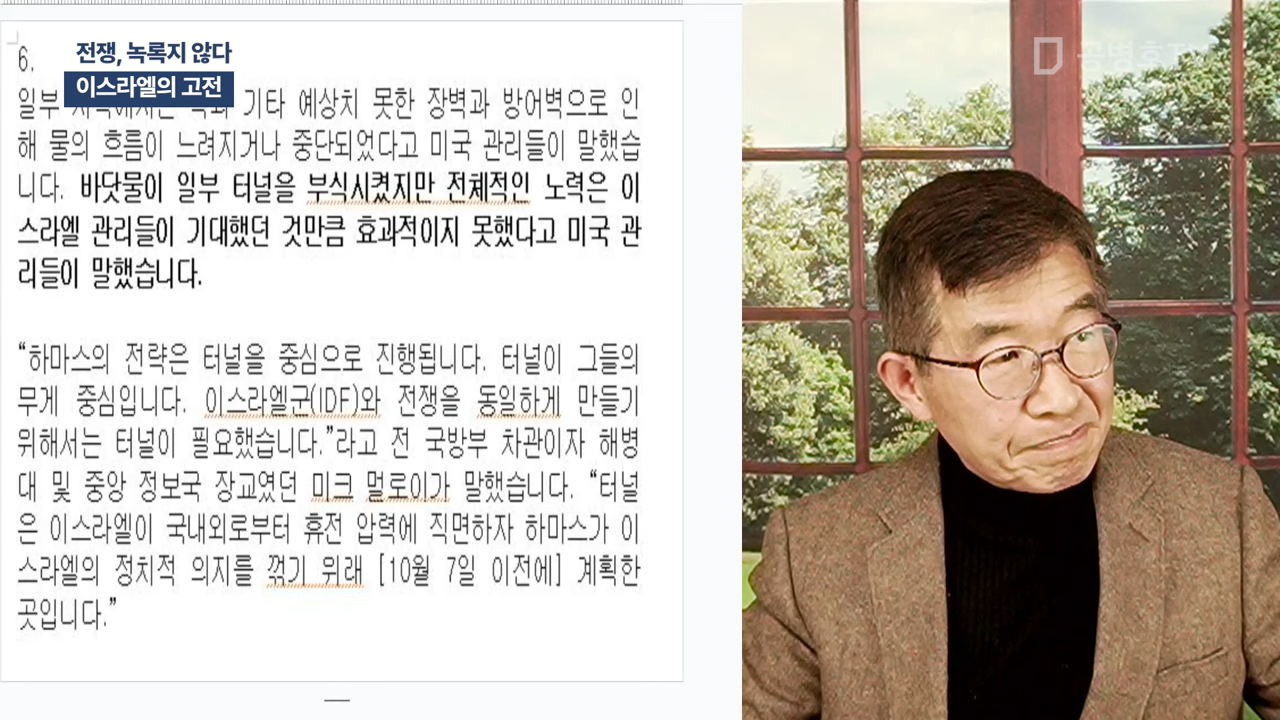 전쟁, 녹록지 않다
이스라엘의 고전
6.
일부 기타 예상치 못한 장벽과 방어벽으로 인
해 물의 흐름이 느려지거나 중단되었다고 미국 관리들이 말했습
니다. 바닷물이 일부 터널을 부식시켰지만 전체적인 노력은 이
스라엘 관리들이 기대했던 것만큼 효과적이지 못했다고 미국 관
리들이 말했습니다.
“하마스의 전략은 터널을 중심으로 진행됩니다. 터널이 그들의
무게 중심입니다. 이스라엘군(IDF)와 전쟁을 동일하게 만들기
위해서는 터널이 필요했습니다.”라고 전 국방부 차관이자 해병
대 및 중앙 정보국 장교였던 미크 멀로이가 말했습니다. “터널
은 이스라엘이 국내외로부터 휴전 압력에 직면하자 하마스가 이
스라엘의 정치적 의지를 꺾기 위래 [10월 7일 이전에] 계획한
곳입니다.”
공병호TV